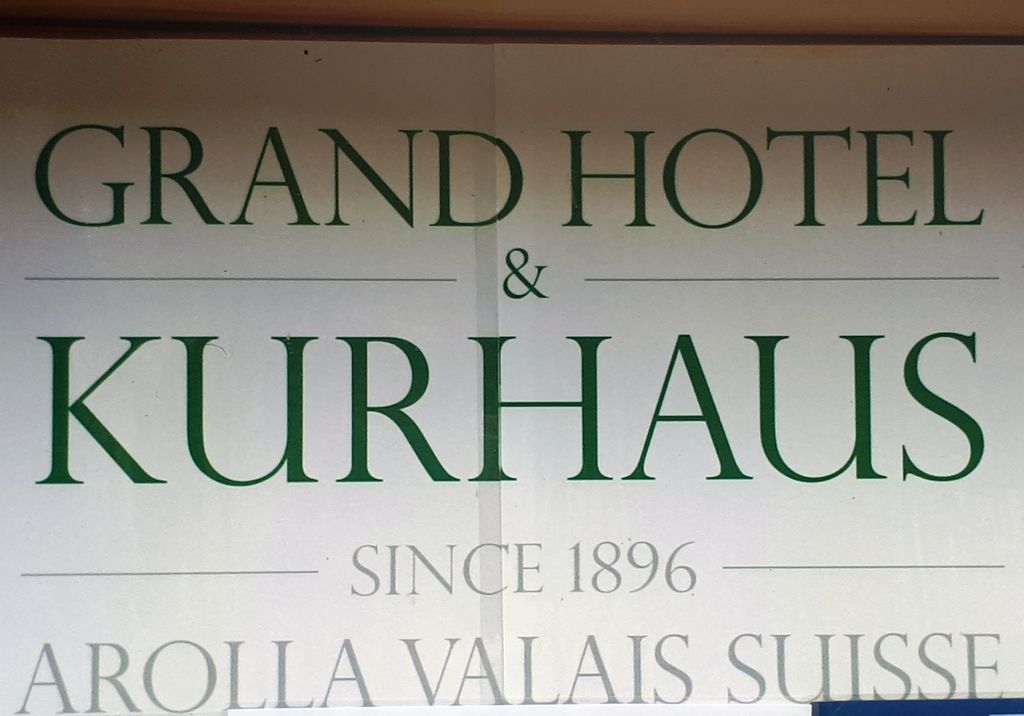 GRAND HOTEL
&
KURHAUS
SINCE 1896
AROLLA VALAIS SUISSE